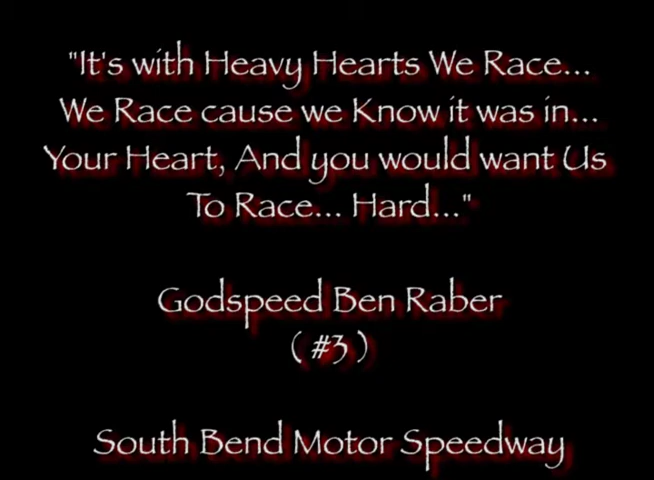 "It's with Heavy Hearts We Race...
We Race cause we Know it was in...
Your Heart, And you would want Us
To Race... Hard..."
Godspeed Ben Raber
( #3 )
South Bend Motor Speedway